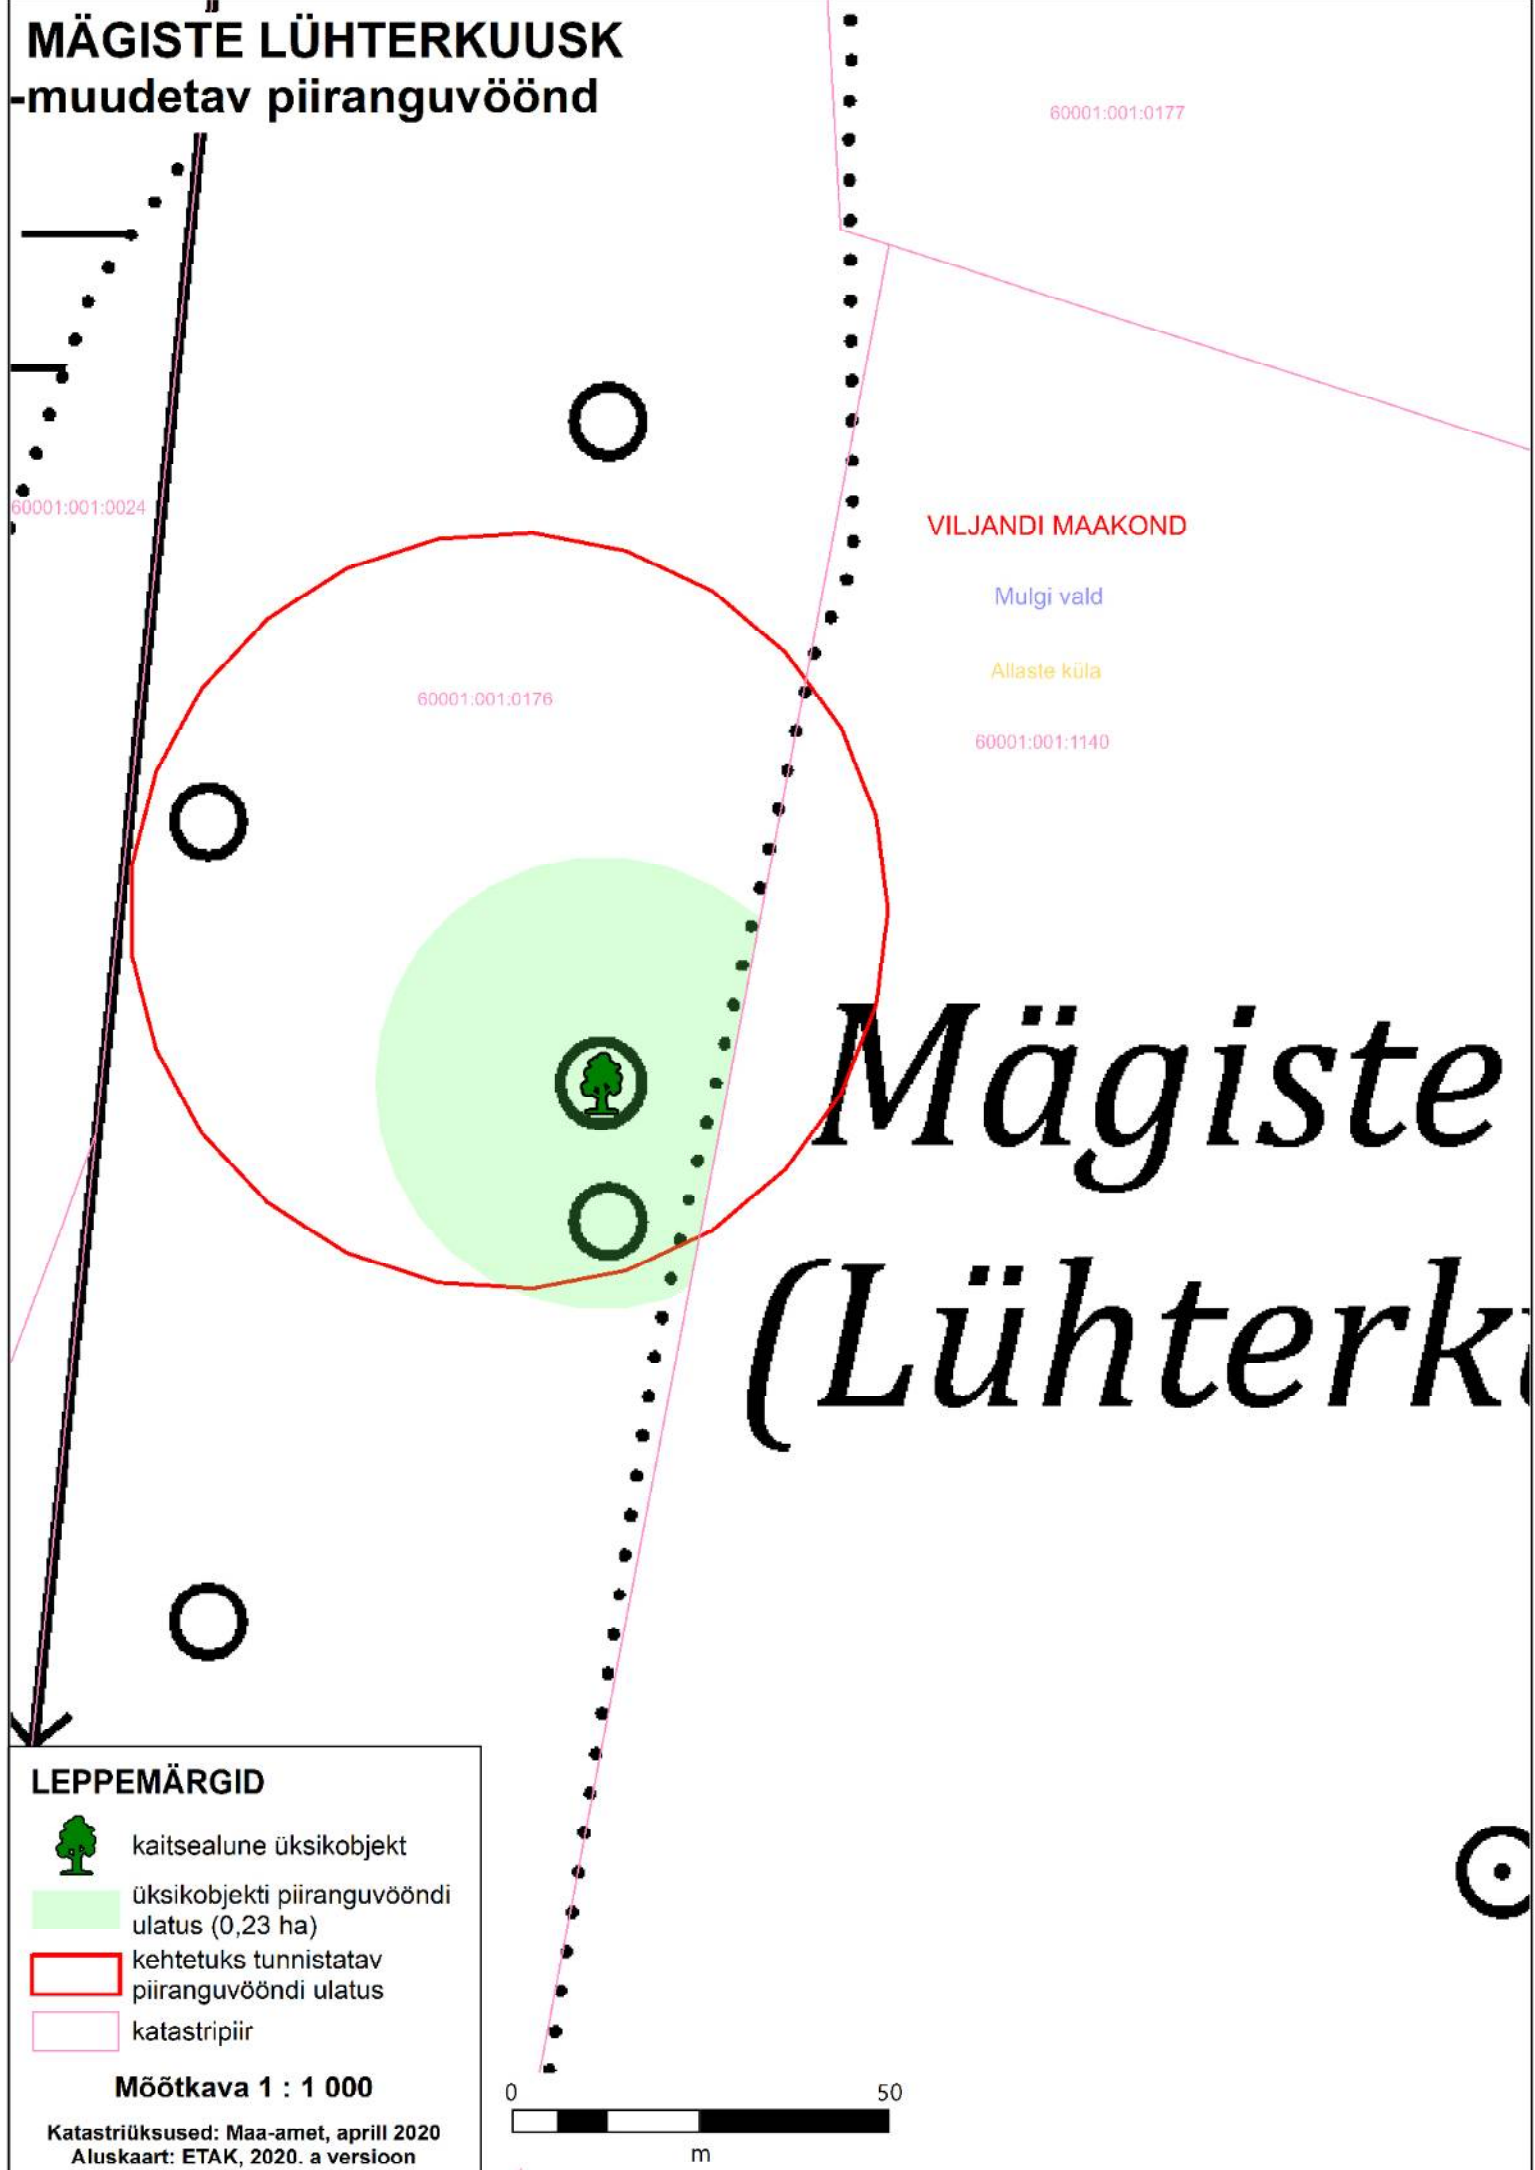 MÄGISTE LÜHTERKUUSK
-muudetav piiranguvöönd
60001:001:0177
60001:001:0024
VILJANDI MAAKOND
Mulgi vald
Allaste küla
60001:001:0176
60001:001:1140
Mägiste
(Lühterk
LEPPEMÄRGID
kaitsealune üksikobjekt
üksikobjekti piiranguvööndi
ulatus (0,23 ha)
kehtetuks tunnistatav
piiranguvööndi ulatus
katastripiir
Mõõtkava 1 : 1 000
Katastriüksused: Maa-amet, aprill 2020
Aluskaart: ETAK, 2020. a versioon
0 50
m